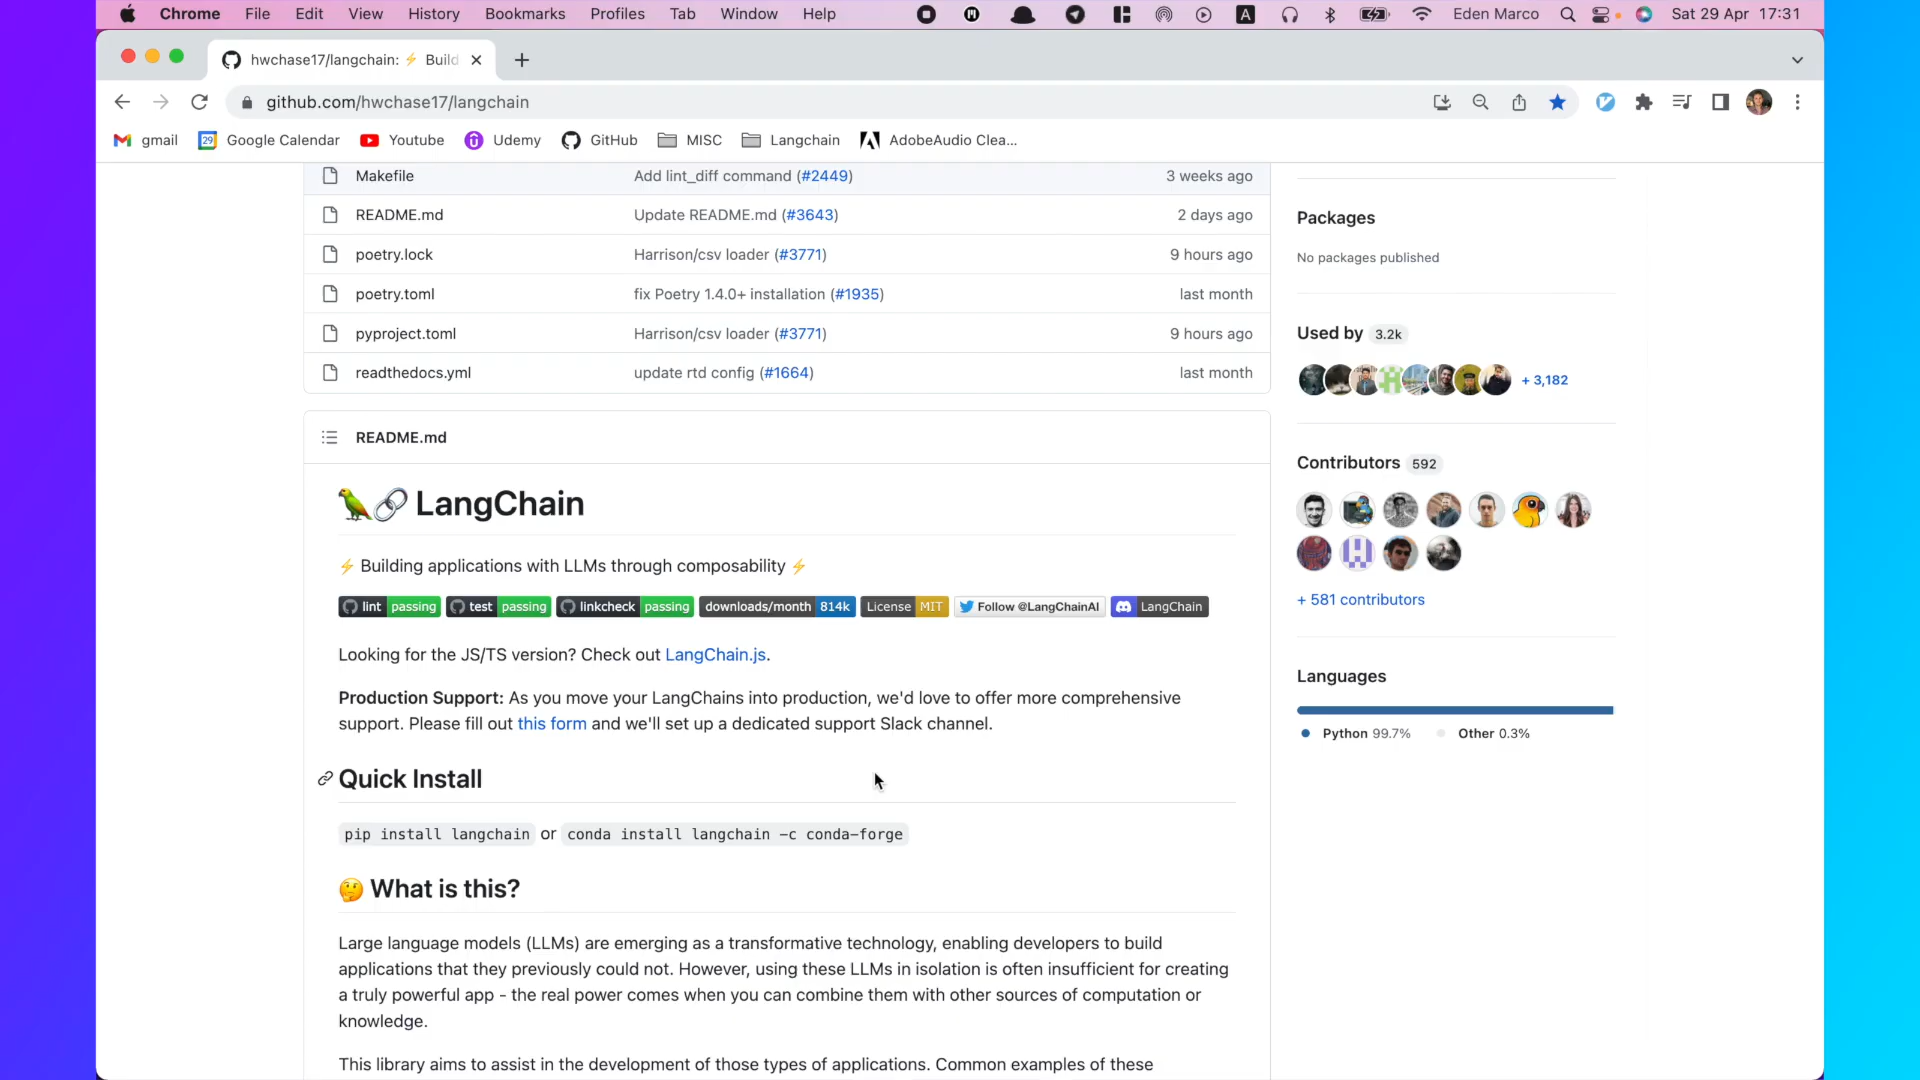 Chrome File Edit View History Bookmarks Profiles Tab Window Help A Eden Marco Sat 29 Apr 17:31
hwchase17/langchain: ⚡ Build
github.com/hwchase17/langchain
gmail 29 Google Calendar Youtube Udemy GitHub MISC Langchain AdobeAudio Clea...
Makefile Add lint_diff command (#2449) 3 weeks ago
README.md Update README.md (#3643) 2 days ago
poetry.lock Harrison/csv loader (#3771) 9 hours ago
poetry.toml fix Poetry 1.4.0+ installation (#1935) last month
pyproject.toml Harrison/csv loader (#3771) 9 hours ago
readthedocs.yml update rtd config (#1664) last month
README.md
🦜🔗 LangChain
⚡ Building applications with LLMs through composability ⚡
lint passing test passing linkcheck passing downloads/month 814k License MIT Follow @LangChainAI LangChain
Looking for the JS/TS version? Check out LangChain.js.
Production Support: As you move your LangChains into production, we'd love to offer more comprehensive
support. Please fill out this form and we'll set up a dedicated support Slack channel.
Quick Install
pip install langchain or conda install langchain -c conda-forge
🤔 What is this?
Large language models (LLMs) are emerging as a transformative technology, enabling developers to build
applications that they previously could not. However, using these LLMs in isolation is often insufficient for creating
a truly powerful app - the real power comes when you can combine them with other sources of computation or
knowledge.
This library aims to assist in the development of those types of applications. Common examples of these
Packages
No packages published
Used by 3.2k
+ 3,182
Contributors 592
+ 581 contributors
Languages
Python 99.7% Other 0.3%